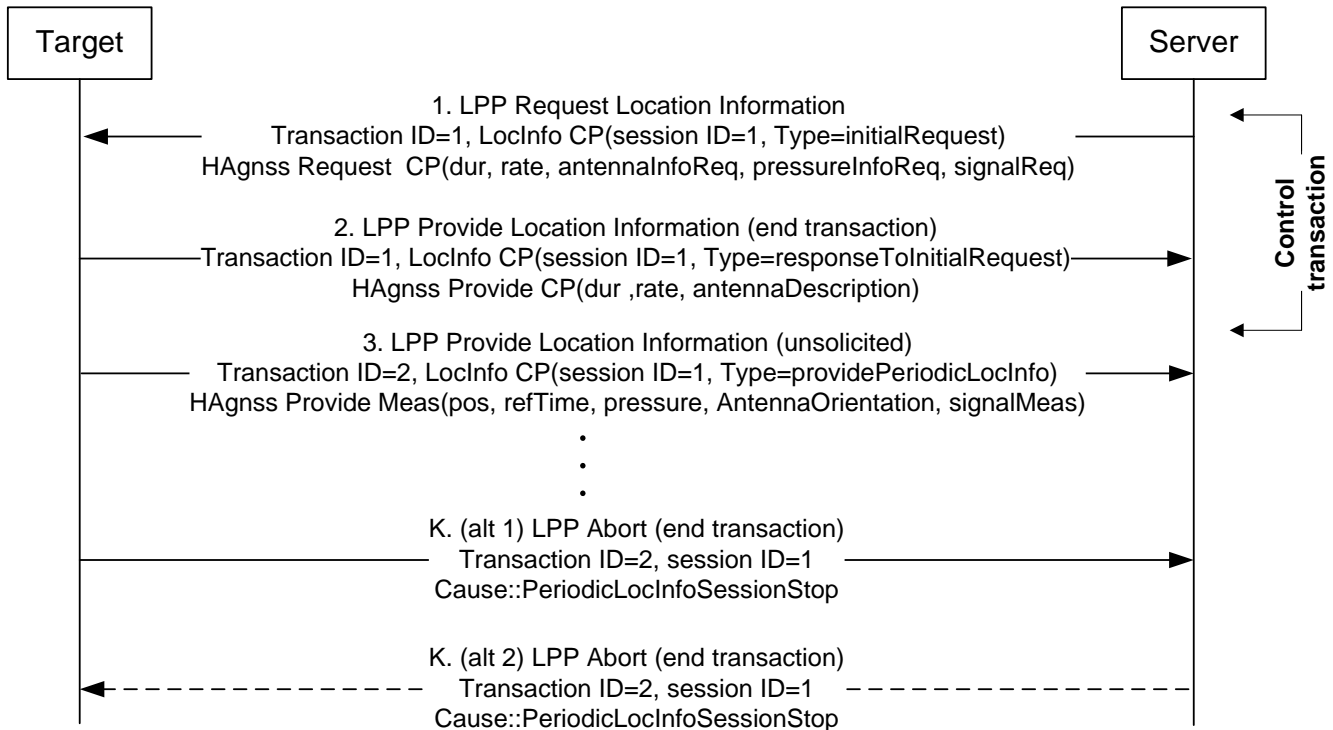 Target
Server
1. LPP Request Location Information
Transaction ID=1, LocInfo CP(session ID=1, Type=initialRequest)
HAgnss Request  CP(dur, rate, antennaInfoReq, pressureInfoReq, signalReq)
Control
transaction
2. LPP Provide Location Information (end transaction)
Transaction ID=1, LocInfo CP(session ID=1, Type=responseToInitialRequest)
HAgnss Provide CP(dur ,rate, antennaDescription)
3. LPP Provide Location Information (unsolicited)
Transaction ID=2, LocInfo CP(session ID=1, Type=providePeriodicLocInfo)
HAgnss Provide Meas(pos, refTime, pressure, AntennaOrientation, signalMeas)
K. (alt 1) LPP Abort (end transaction)
Transaction ID=2, session ID=1
Cause::PeriodicLocInfoSessionStop
K. (alt 2) LPP Abort (end transaction)
Transaction ID=2, session ID=1
Cause::PeriodicLocInfoSessionStop